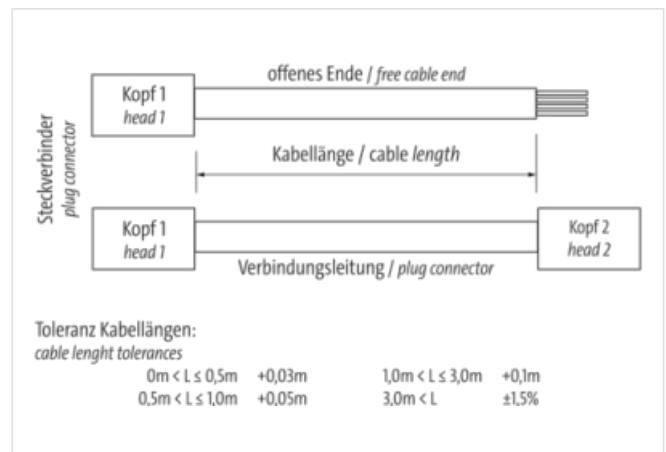 offenes Ende / free cable end
Kopf 1
head 1
Kabellänge / cable length
Steckverbinder
plug connector
Kopf 1
head 1
Kopf 2
head 2
Verbindungsleitung / plug connector
Toleranz Kabellängen:
cable lenght tolerances
0m < L ≤ 0,5m +0,03m 1,0m < L ≤ 3,0m +0,1m
0,5m < L ≤ 1,0m +0,05m 3,0m < L ±1,5%